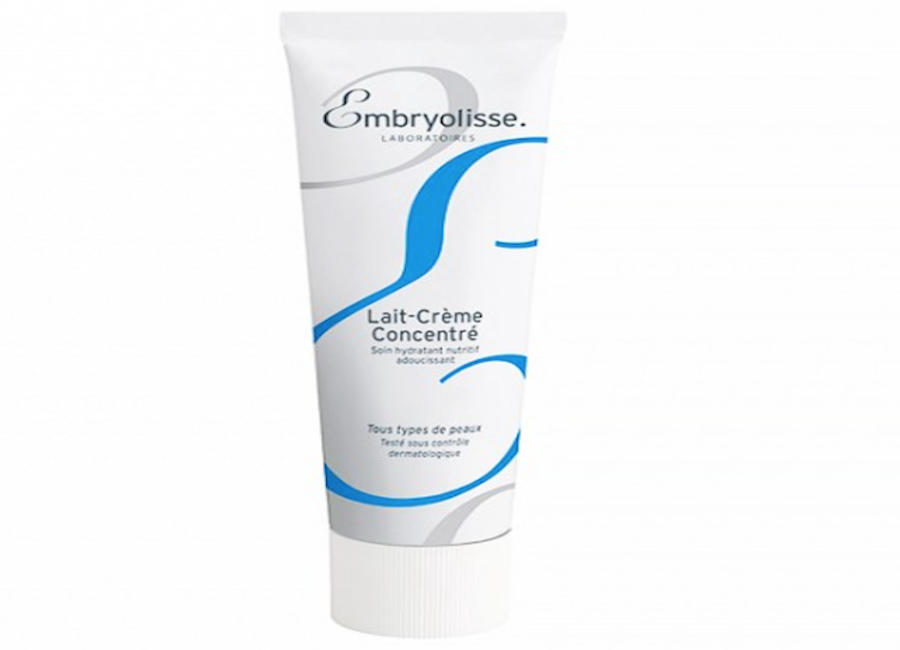 Embryolisse.
LABORATOIRES
Lait-Crème
Concentré
Soin hydratant nutritif
adoucissant
Tous types de peaux
Testé sous contrôle
dermatologique